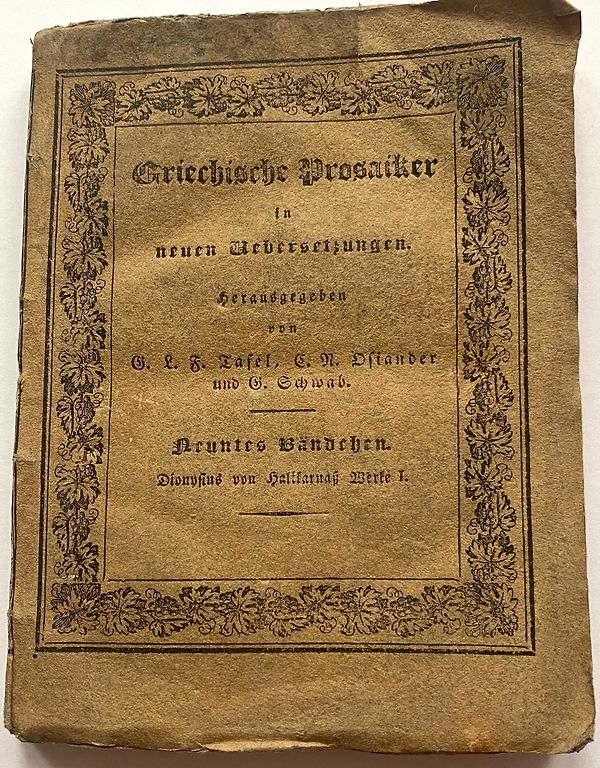 Griechische Prosaiker
in
neuen Uebersetzungen.
Herausgegeben
von
G. L. F. Tafel, C. N. Osiander
und G. Schwab.
Neuntes Bändchen.
Dionysius von Halikarnaß Werke I.